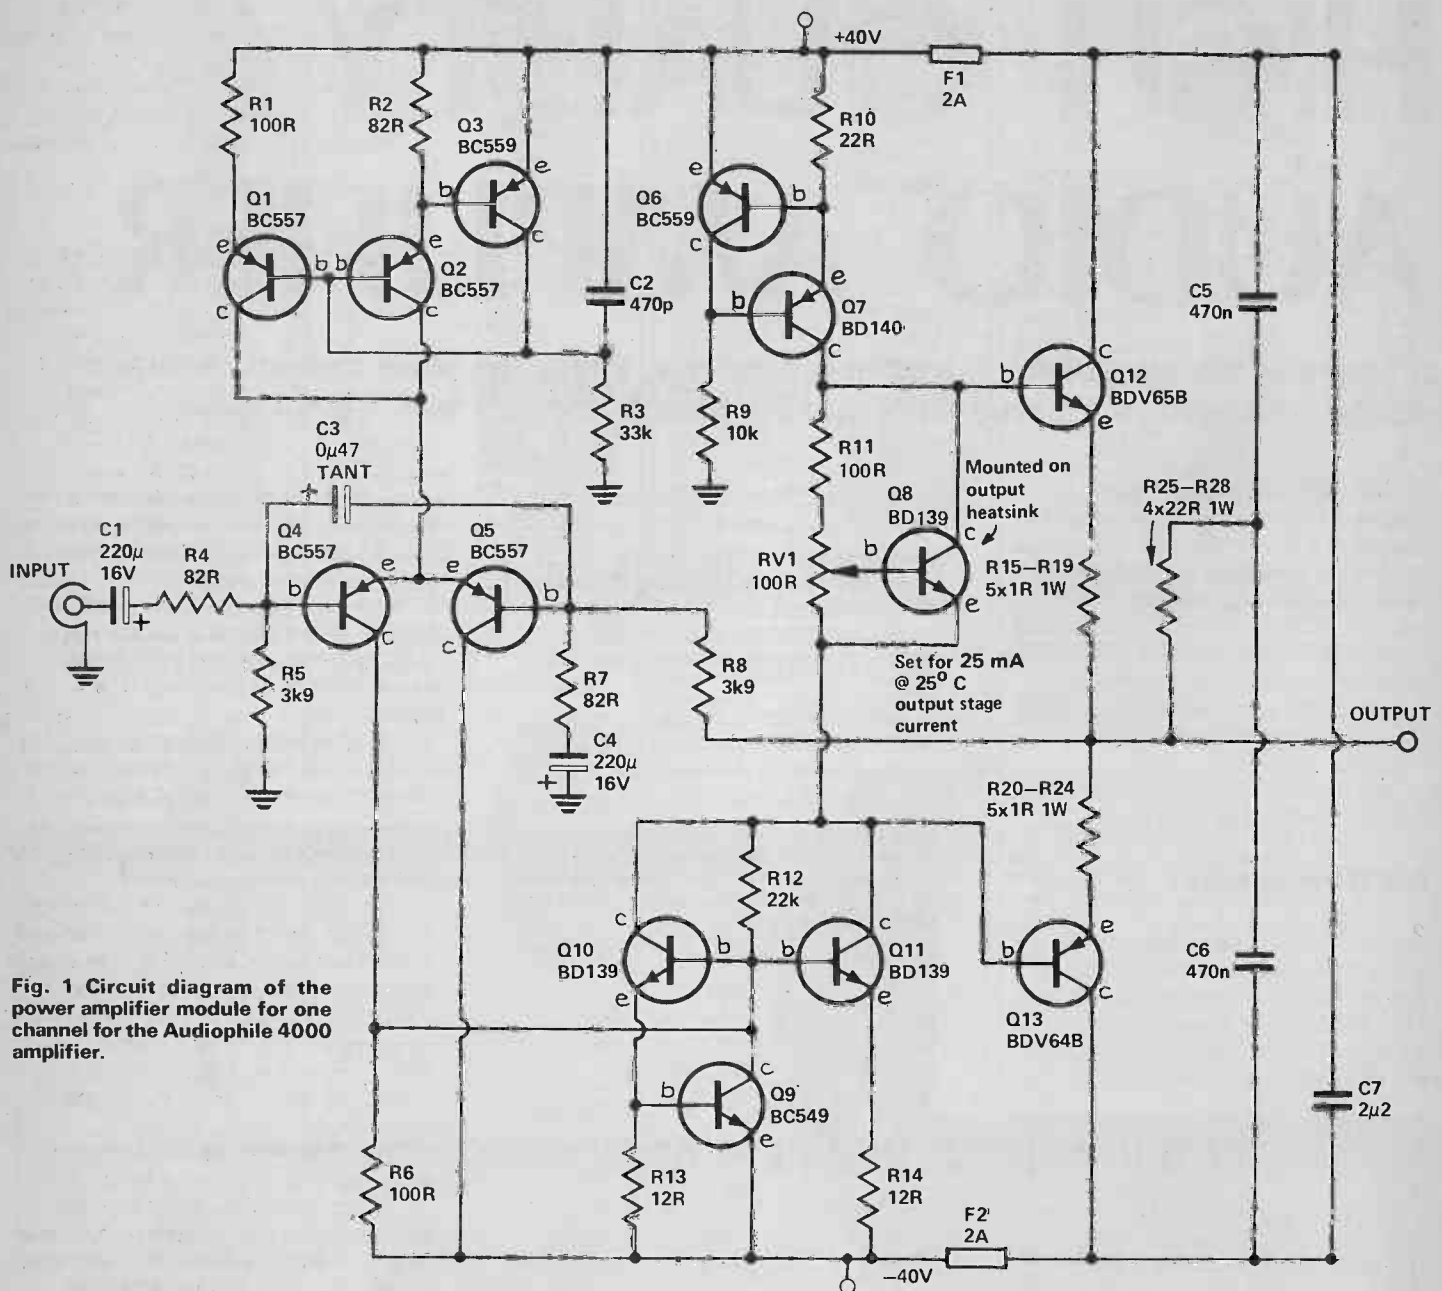 +40V
F1
2A
R1
100R
R2
82R
Q3
BC559
e
b
c
R10
22R
Q6
BC559
e
b
c
Q1
BC557
e
b
c
b
e
c
Q2
BC557
C2
470p
e
b
c
Q7
BD140
C5
470n
b
c
e
Q12
BDV65B
R3
33k
R9
10k
R11
100R
C3
0µ47
TANT
+
Mounted on
output
heatsink
Q8
BD139
b
c
e
R25–R28
4x22R 1W
C1
220µ
16V
+
R4
82R
INPUT
Q4
BC557
b
e
c
Q5
BC557
e
b
c
RV1
100R
R15–R19
5x1R 1W
R5
3k9
R7
82R
R8
3k9
Set for 25 mA
@ 25° C
output stage
current
OUTPUT
C4
220µ
16V
+
R20–R24
5x1R 1W
R12
22k
Q10
BD139
c
b
e
b
c
e
Q11
BD139
b
e
c
Q13
BDV64B
C6
470n
Fig. 1 Circuit diagram of the
power amplifier module for one
channel for the Audiophile 4000
amplifier.
b
c
e
Q9
BC549
C7
2µ2
R6
100R
R13
12R
R14
12R
F2
2A
–40V